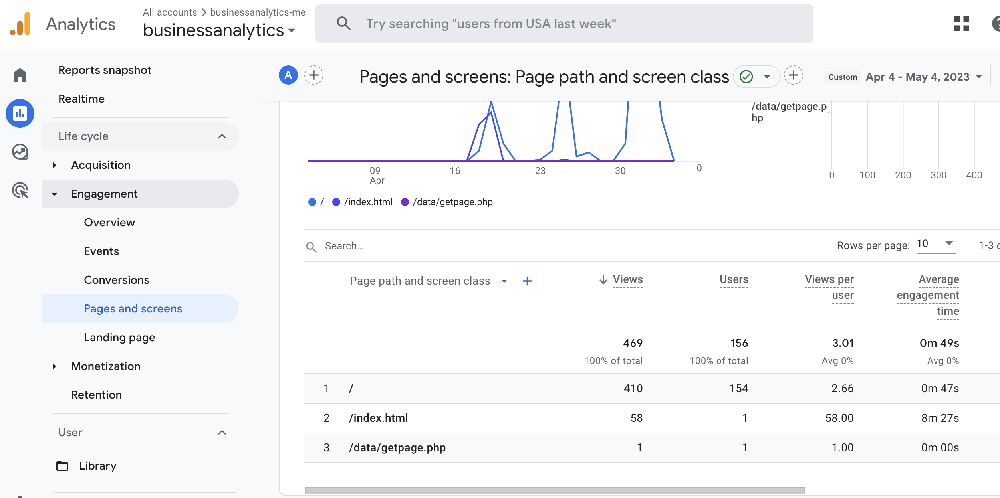 Analytics
All accounts > businessanalytics-me
businessanalytics
Try searching "users from USA last week"
?
Reports snapshot
Realtime
Life cycle
Acquisition
Engagement
Overview
Events
Conversions
Pages and screens
Landing page
Monetization
Retention
User
Library
A
Pages and screens: Page path and screen class
Custom Apr 4 - May 4, 2023
09
Apr
16
23
30
0
/data/getpage.p
hp
0 100 200 300 400
/ /index.html /data/getpage.php
Search...
Rows per page: 10
1-3
Page path and screen class
Views
Users
Views per
user
Average
engagement
time
469 156 3.01 0m 49s
100% of total 100% of total Avg 0% Avg 0%
1 / 410 154 2.66 0m 47s
2 /index.html 58 1 58.00 8m 27s
3 /data/getpage.php 1 1 1.00 0m 00s